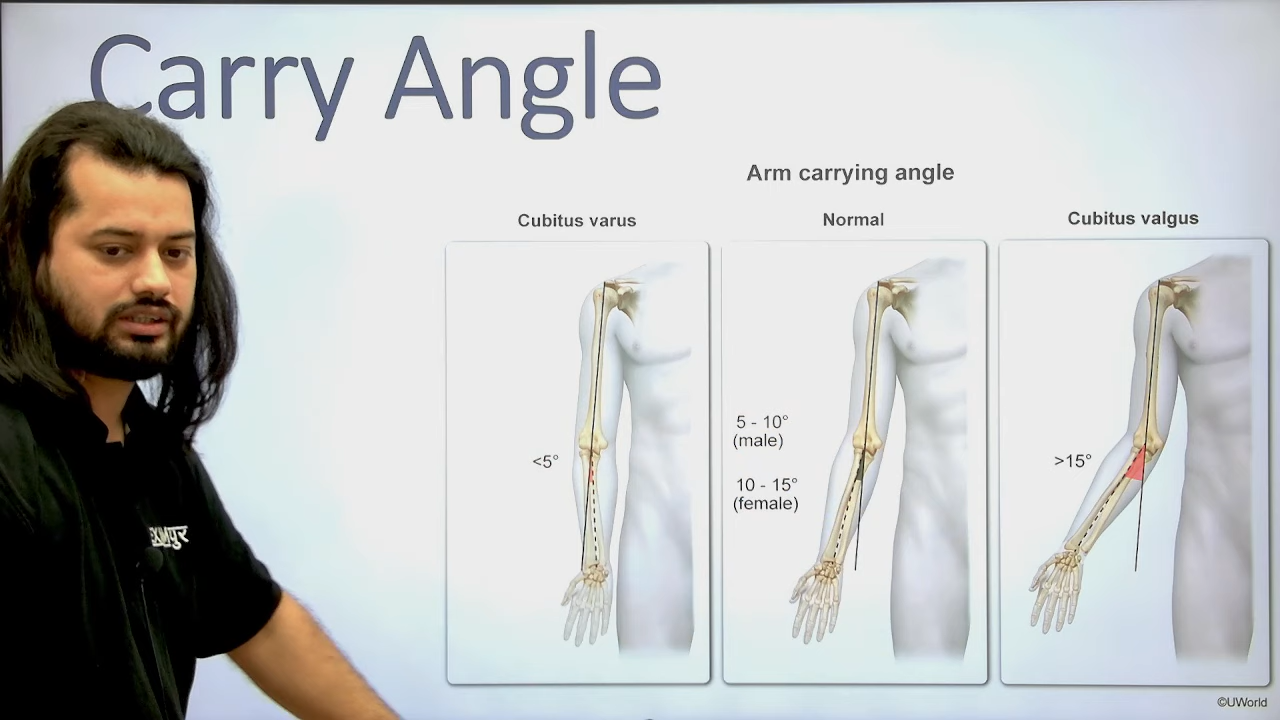 Carry Angle
Arm carrying angle
Cubitus varus
Normal
Cubitus valgus
<5°
5 - 10°
(male)
10 - 15°
(female)
>15°
©UWorld